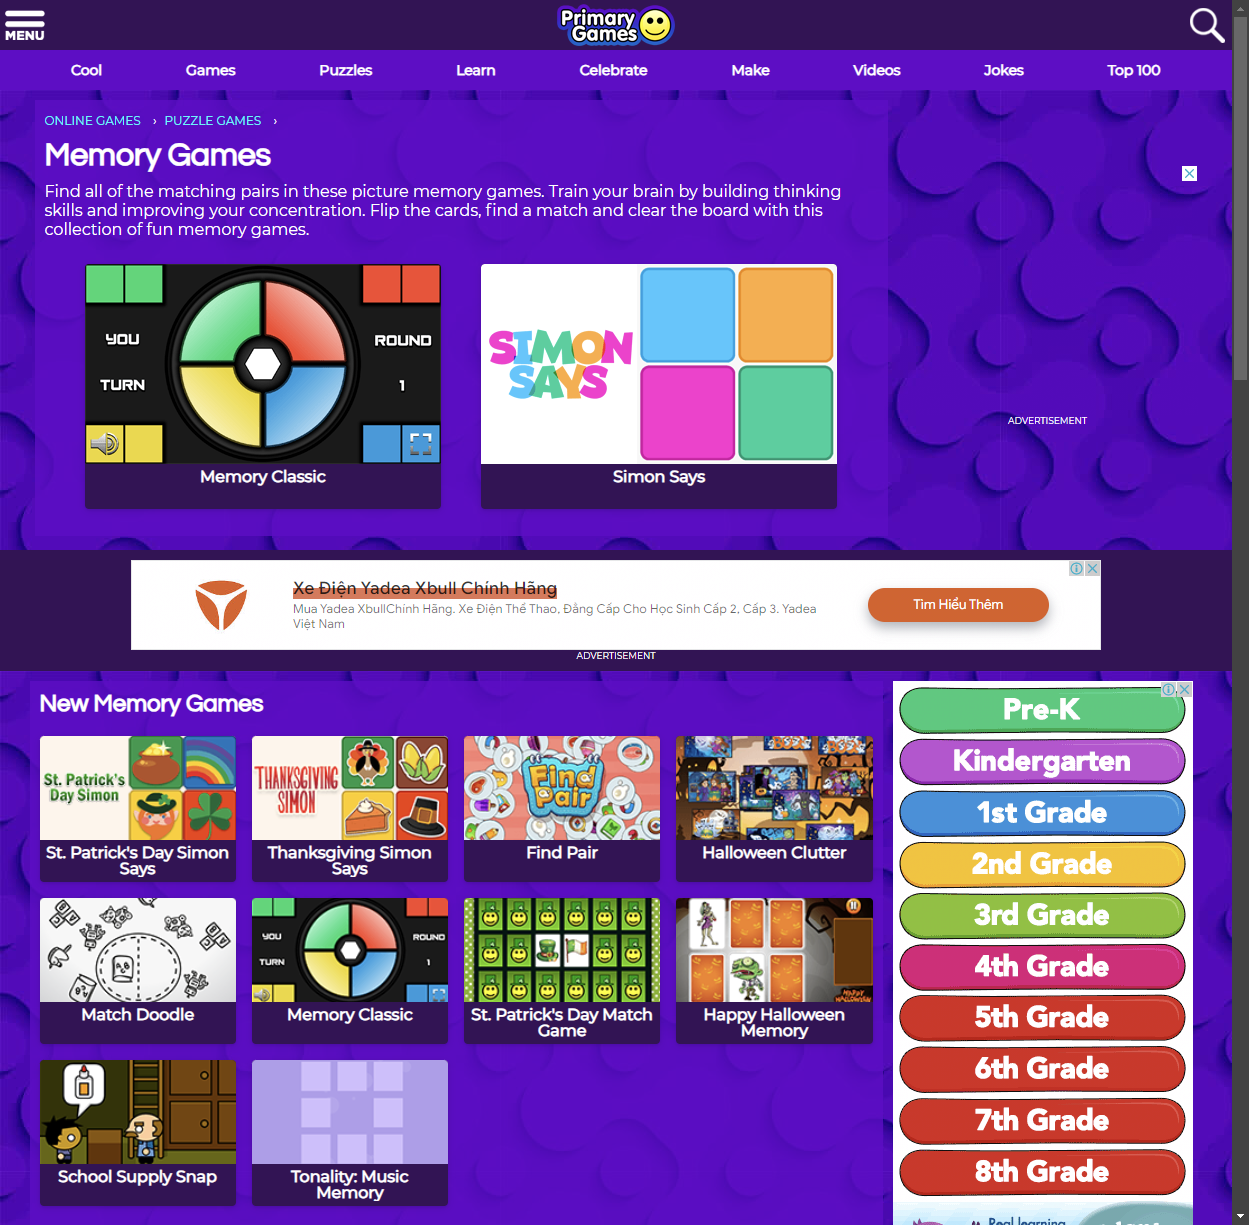 MENU
Primary
Games
Cool
Games
Puzzles
Learn
Celebrate
Make
Videos
Jokes
Top 100
ONLINE GAMES › PUZZLE GAMES ›
Memory Games
Find all of the matching pairs in these picture memory games. Train your brain by building thinking
skills and improving your concentration. Flip the cards, find a match and clear the board with this
collection of fun memory games.
YOU
ROUND
TURN
1
Memory Classic
SIMON
SAYS
Simon Says
ADVERTISEMENT
Xe Điện Yadea Xbull Chính Hãng
Mua Yadea XbullChính Hãng. Xe Điện Thể Thao, Đẳng Cấp Cho Học Sinh Cấp 2, Cấp 3. Yadea
Việt Nam
Tìm Hiểu Thêm
ADVERTISEMENT
New Memory Games
St. Patrick's
Day Simon
St. Patrick's Day Simon
Says
THANKSGIVING
SIMON
Thanksgiving Simon
Says
Find
Pair
Find Pair
Halloween Clutter
Match Doodle
YOU
ROUND
TURN
1
Memory Classic
St. Patrick's Day Match
Game
HAPPY HALLOWEEN
Happy Halloween
Memory
School Supply Snap
Tonality: Music
Memory
Pre-K
Kindergarten
1st Grade
2nd Grade
3rd Grade
4th Grade
5th Grade
6th Grade
7th Grade
8th Grade
Real learning